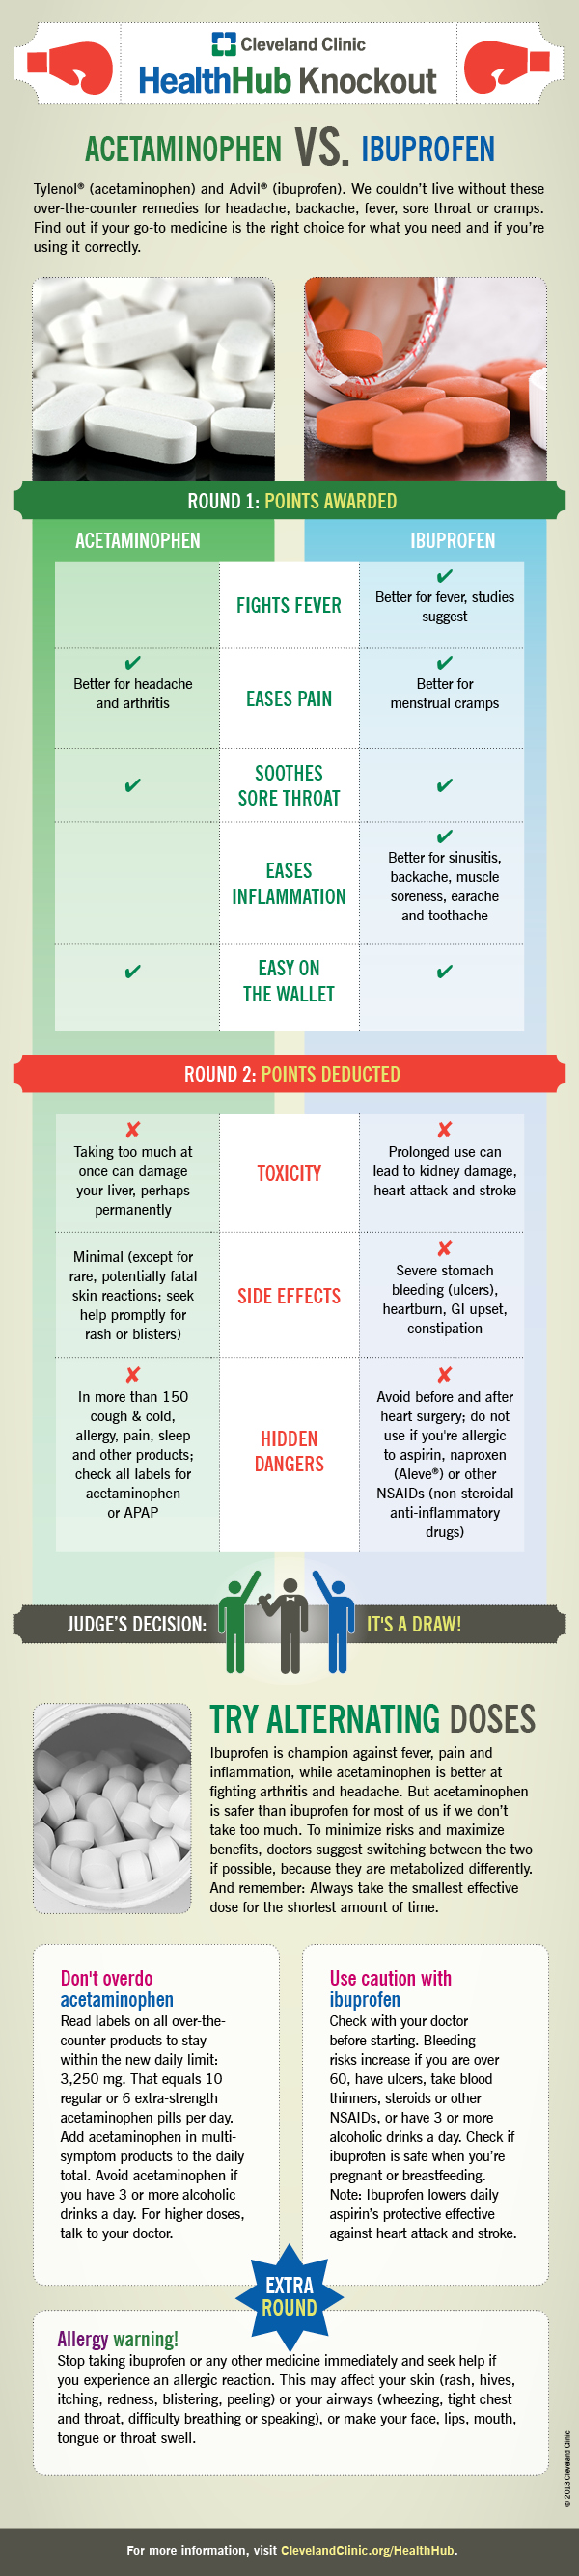 Cleveland Clinic
HealthHub Knockout
ACETAMINOPHEN VS. IBUPROFEN
Tylenol® (acetaminophen) and Advil® (ibuprofen). We couldn't live without these
over-the-counter remedies for headache, backache, fever, sore throat or cramps.
Find out if your go-to medicine is the right choice for what you need and if you're
using it correctly.
ROUND 1: POINTS AWARDED
ACETAMINOPHEN
IBUPROFEN
FIGHTS FEVER
✔
Better for fever, studies
suggest
✔
Better for headache
and arthritis
EASES PAIN
✔
Better for
menstrual cramps
✔
SOOTHES
SORE THROAT
✔
EASES
INFLAMMATION
✔
Better for sinusitis,
backache, muscle
soreness, earache
and toothache
✔
EASY ON
THE WALLET
✔
ROUND 2: POINTS DEDUCTED
✘
Taking too much at
once can damage
your liver, perhaps
permanently
TOXICITY
✘
Prolonged use can
lead to kidney damage,
heart attack and stroke
Minimal (except for
rare, potentially fatal
skin reactions; seek
help promptly for
rash or blisters)
SIDE EFFECTS
✘
Severe stomach
bleeding (ulcers),
heartburn, GI upset,
constipation
✘
In more than 150
cough & cold,
allergy, pain, sleep
and other products;
check all labels for
acetaminophen
or APAP
HIDDEN
DANGERS
✘
Avoid before and after
heart surgery; do not
use if you're allergic
to aspirin, naproxen
(Aleve®) or other
NSAIDs (non-steroidal
anti-inflammatory
drugs)
JUDGE'S DECISION:
IT'S A DRAW!
TRY ALTERNATING DOSES
Ibuprofen is champion against fever, pain and
inflammation, while acetaminophen is better at
fighting arthritis and headache. But acetaminophen
is safer than ibuprofen for most of us if we don't
take too much. To minimize risks and maximize
benefits, doctors suggest switching between the two
if possible, because they are metabolized differently.
And remember: Always take the smallest effective
dose for the shortest amount of time.
Don't overdo
acetaminophen
Read labels on all over-the-
counter products to stay
within the new daily limit:
3,250 mg. That equals 10
regular or 6 extra-strength
acetaminophen pills per day.
Add acetaminophen in multi-
symptom products to the daily
total. Avoid acetaminophen if
you have 3 or more alcoholic
drinks a day. For higher doses,
talk to your doctor.
Use caution with
ibuprofen
Check with your doctor
before starting. Bleeding
risks increase if you are over
60, have ulcers, take blood
thinners, steroids or other
NSAIDs, or have 3 or more
alcoholic drinks a day. Check if
ibuprofen is safe when you're
pregnant or breastfeeding.
Note: Ibuprofen lowers daily
aspirin's protective effective
against heart attack and stroke.
EXTRA
ROUND
Allergy warning!
Stop taking ibuprofen or any other medicine immediately and seek help if
you experience an allergic reaction. This may affect your skin (rash, hives,
itching, redness, blistering, peeling) or your airways (wheezing, tight chest
and throat, difficulty breathing or speaking), or make your face, lips, mouth,
tongue or throat swell.
© 2013 Cleveland Clinic
For more information, visit ClevelandClinic.org/HealthHub.